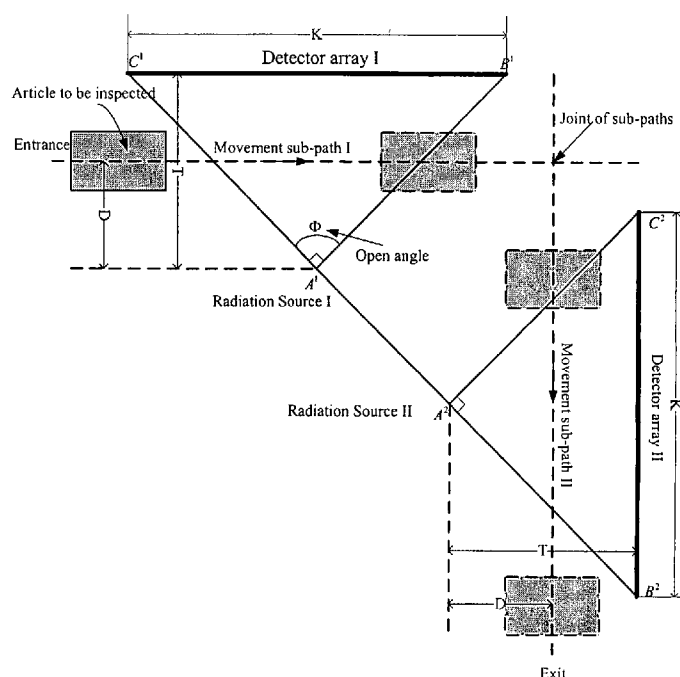 K
C¹
Detector array I
B¹
Article to be inspected
Entrance
Movement sub-path I
Joint of sub-paths
T
D
Φ
Open angle
A¹
Radiation Source I
C²
Radiation Source II
A²
Movement sub-path II
Detector array II
K
T
D
B²
Exit